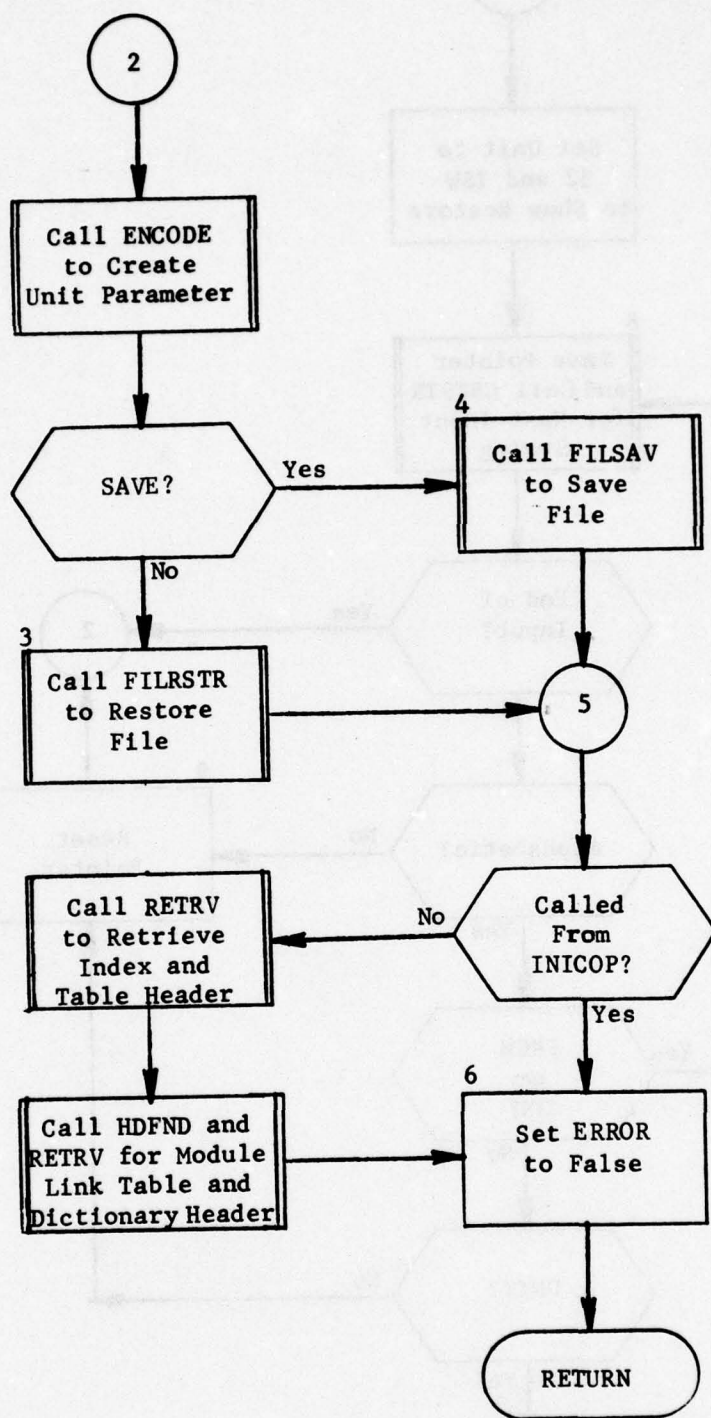 2
Call ENCODE
to Create
Unit Parameter
SAVE?
Yes
4
Call FILSAV
to Save
File
No
3
Call FILRSTR
to Restore
File
5
Called
From
INICOP?
No
Call RETRV
to Retrieve
Index and
Table Header
Yes
Call HDFND and
RETRV for Module
Link Table and
Dictionary Header
6
Set ERROR
to False
RETURN